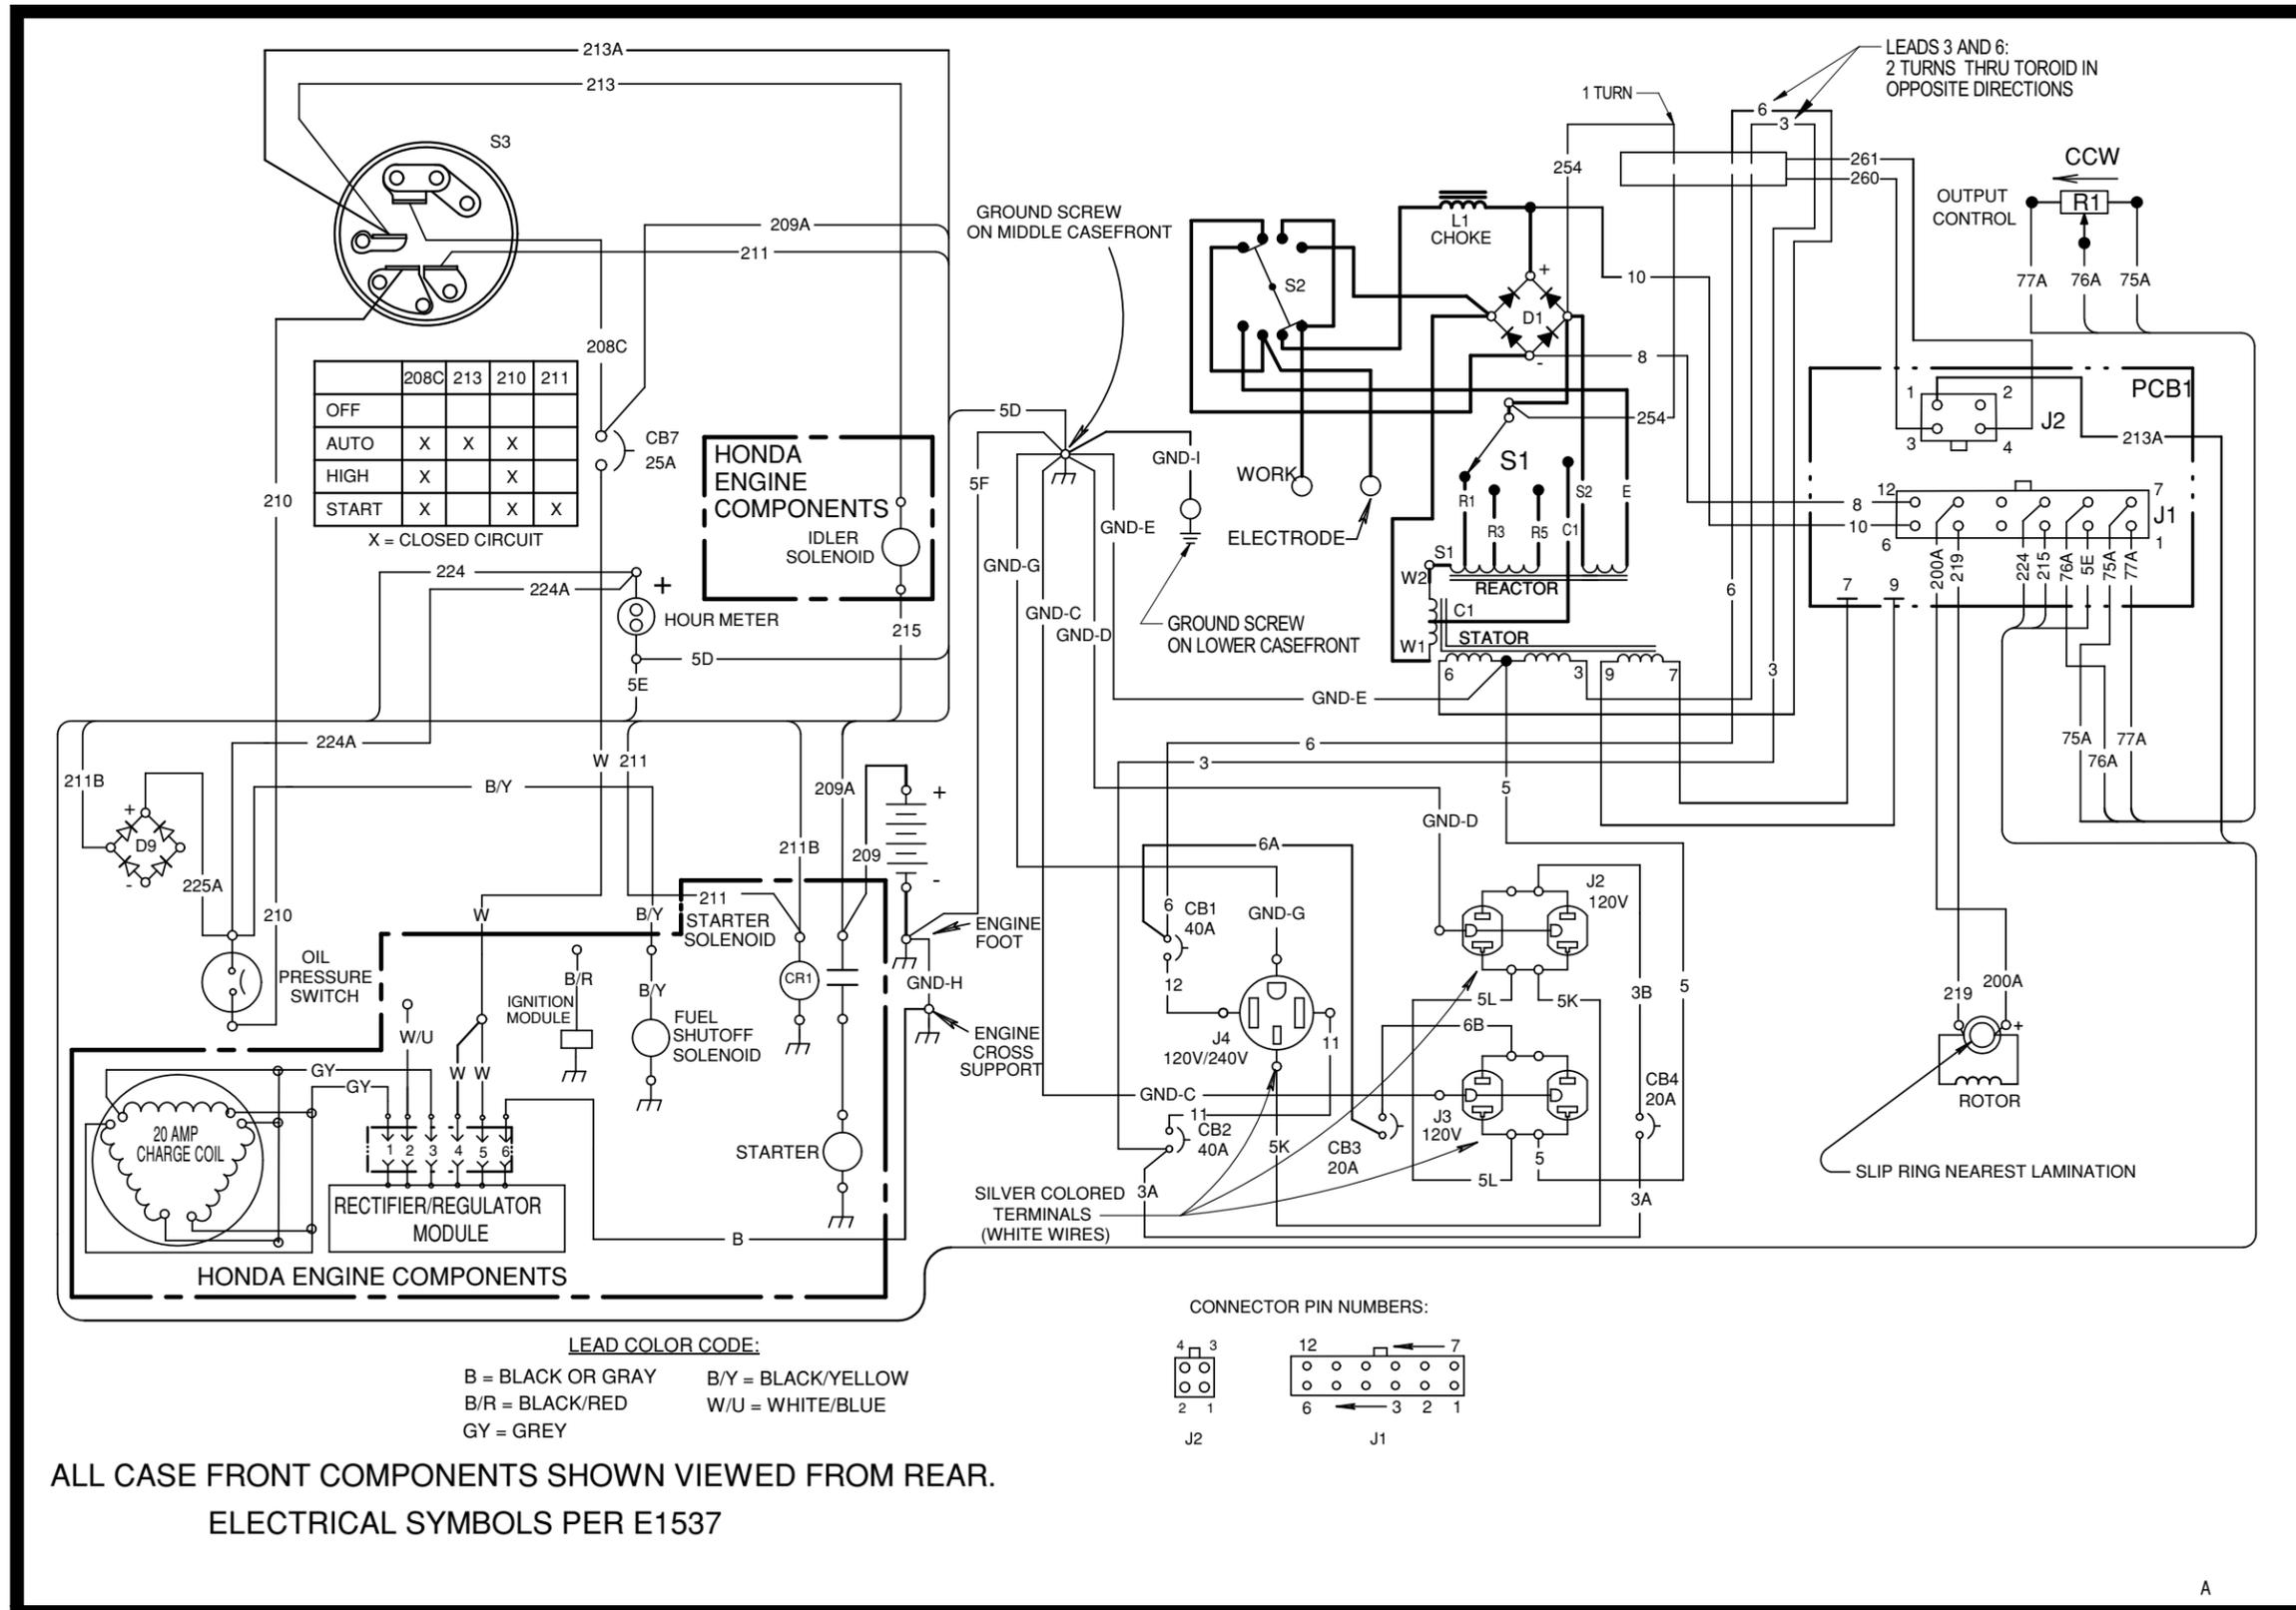 213A
213
S3
209A
211
208C
208C 213 210 211
OFF
AUTO X X X
HIGH X X
START X X X
X = CLOSED CIRCUIT
CB7
25A
210
HONDA
ENGINE
COMPONENTS
IDLER
SOLENOID
215
224
224A
+
HOUR METER
5D
5E
224A
211B
+
D9
-
225A
B/Y
W
211
209A
211B
209
+
-
210
W
B/Y
211
STARTER
SOLENOID
OIL
PRESSURE
SWITCH
IGNITION
MODULE
B/R
W/U
B/Y
FUEL
SHUTOFF
SOLENOID
CR1
ENGINE
FOOT
GND-H
ENGINE
CROSS
SUPPORT
GY
GY
W W
20 AMP
CHARGE COIL
1 2 3 4 5 6
RECTIFIER/REGULATOR
MODULE
STARTER
B
HONDA ENGINE COMPONENTS
GROUND SCREW
ON MIDDLE CASEFRONT
5D
5F
GND-I
GND-E
GND-G
GND-C
GND-D
GROUND SCREW
ON LOWER CASEFRONT
1 TURN
LEADS 3 AND 6:
2 TURNS THRU TOROID IN
OPPOSITE DIRECTIONS
6
3
254
261
260
L1
CHOKE
S2
+
D1
-
10
8
254
WORK
ELECTRODE
S1
R1
R3
R5
C1
S2
E
S1
W2
REACTOR
C1
W1
STATOR
6
3
9
7
GND-E
6
3
6
3
5
GND-D
CCW
OUTPUT
CONTROL
R1
77A
76A
75A
PCB1
1
2
3
4
J2
213A
12
7
8
10
6
1
J1
7
9
200A
219
224
215
76A
5E
75A
77A
75A
76A
77A
6A
6
CB1
40A
12
GND-G
J4
120V/240V
11
GND-C
11
CB2
40A
3A
5K
CB3
20A
J2
120V
5L
5K
6B
J3
120V
5L
5
3B
5
CB4
20A
3A
SILVER COLORED
TERMINALS
(WHITE WIRES)
219
200A
+
ROTOR
SLIP RING NEAREST LAMINATION
LEAD COLOR CODE:
B = BLACK OR GRAY
B/Y = BLACK/YELLOW
B/R = BLACK/RED
W/U = WHITE/BLUE
GY = GREY
CONNECTOR PIN NUMBERS:
4 3
2 1
J2
12 7
6 3 2 1
J1
ALL CASE FRONT COMPONENTS SHOWN VIEWED FROM REAR.
ELECTRICAL SYMBOLS PER E1537
A